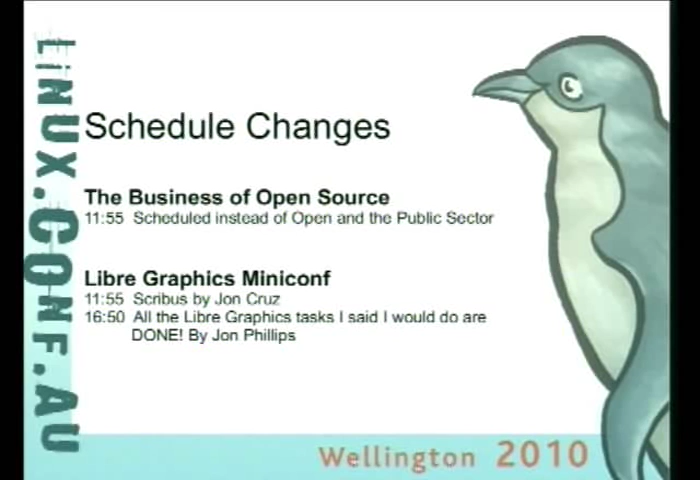 LiNUX.CONF.AU
Schedule Changes
The Business of Open Source
11:55 Scheduled instead of Open and the Public Sector
Libre Graphics Miniconf
11:55 Scribus by Jon Cruz
16:50 All the Libre Graphics tasks I said I would do are
DONE! By Jon Phillips
Wellington 2010